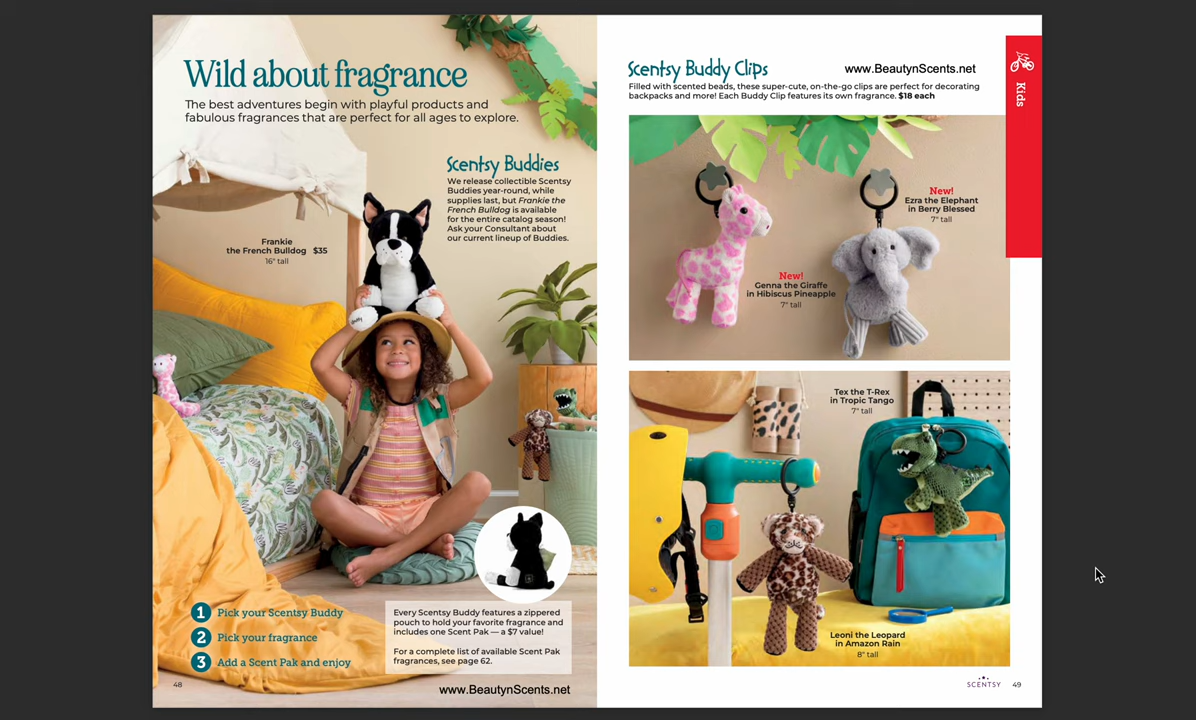 Wild about fragrance
The best adventures begin with playful products and
fabulous fragrances that are perfect for all ages to explore.
Scentsy Buddies
We release collectible Scentsy
Buddies year-round, while
supplies last, but Frankie the
French Bulldog is available
for the entire catalog season!
Ask your Consultant about
our current lineup of Buddies.
Frankie
the French Bulldog $35
16" tall
1 Pick your Scentsy Buddy
2 Pick your fragrance
3 Add a Scent Pak and enjoy
Every Scentsy Buddy features a zippered
pouch to hold your favorite fragrance and
includes one Scent Pak — a $7 value!
For a complete list of available Scent Pak
fragrances, see page 62.
48
www.BeautynScents.net
Scentsy Buddy Clips
www.BeautynScents.net
Filled with scented beads, these super-cute, on-the-go clips are perfect for decorating
backpacks and more! Each Buddy Clip features its own fragrance. $18 each
Kids
New!
Ezra the Elephant
in Berry Blessed
7" tall
New!
Genna the Giraffe
in Hibiscus Pineapple
7" tall
Tex the T-Rex
in Tropic Tango
7" tall
Leoni the Leopard
in Amazon Rain
8" tall
SCENTSY 49